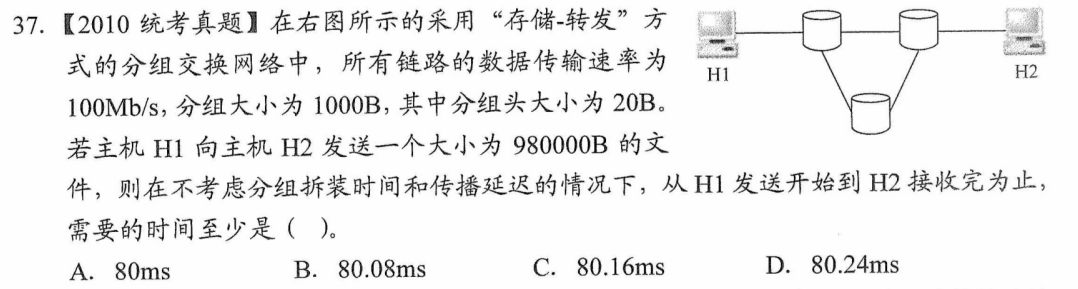 37.【2010 统考真题】在右图所示的采用“存储-转发”方
式的分组交换网络中，所有链路的数据传输速率为
100Mb/s，分组大小为 1000B，其中分组头大小为 20B。
若主机 H1 向主机 H2 发送一个大小为 980000B 的文
件，则在不考虑分组拆装时间和传播延迟的情况下，从 H1 发送开始到 H2 接收完为止，
需要的时间至少是（ ）。
A. 80ms B. 80.08ms C. 80.16ms D. 80.24ms
H1
H2